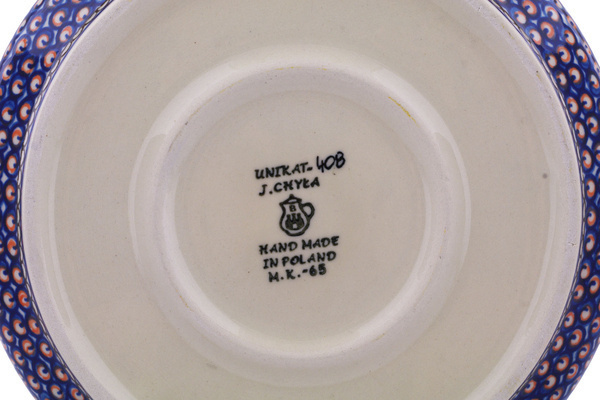 UNIKAT-408
J.CHYŁA
B
HAND MADE
IN POLAND
M.K.-65